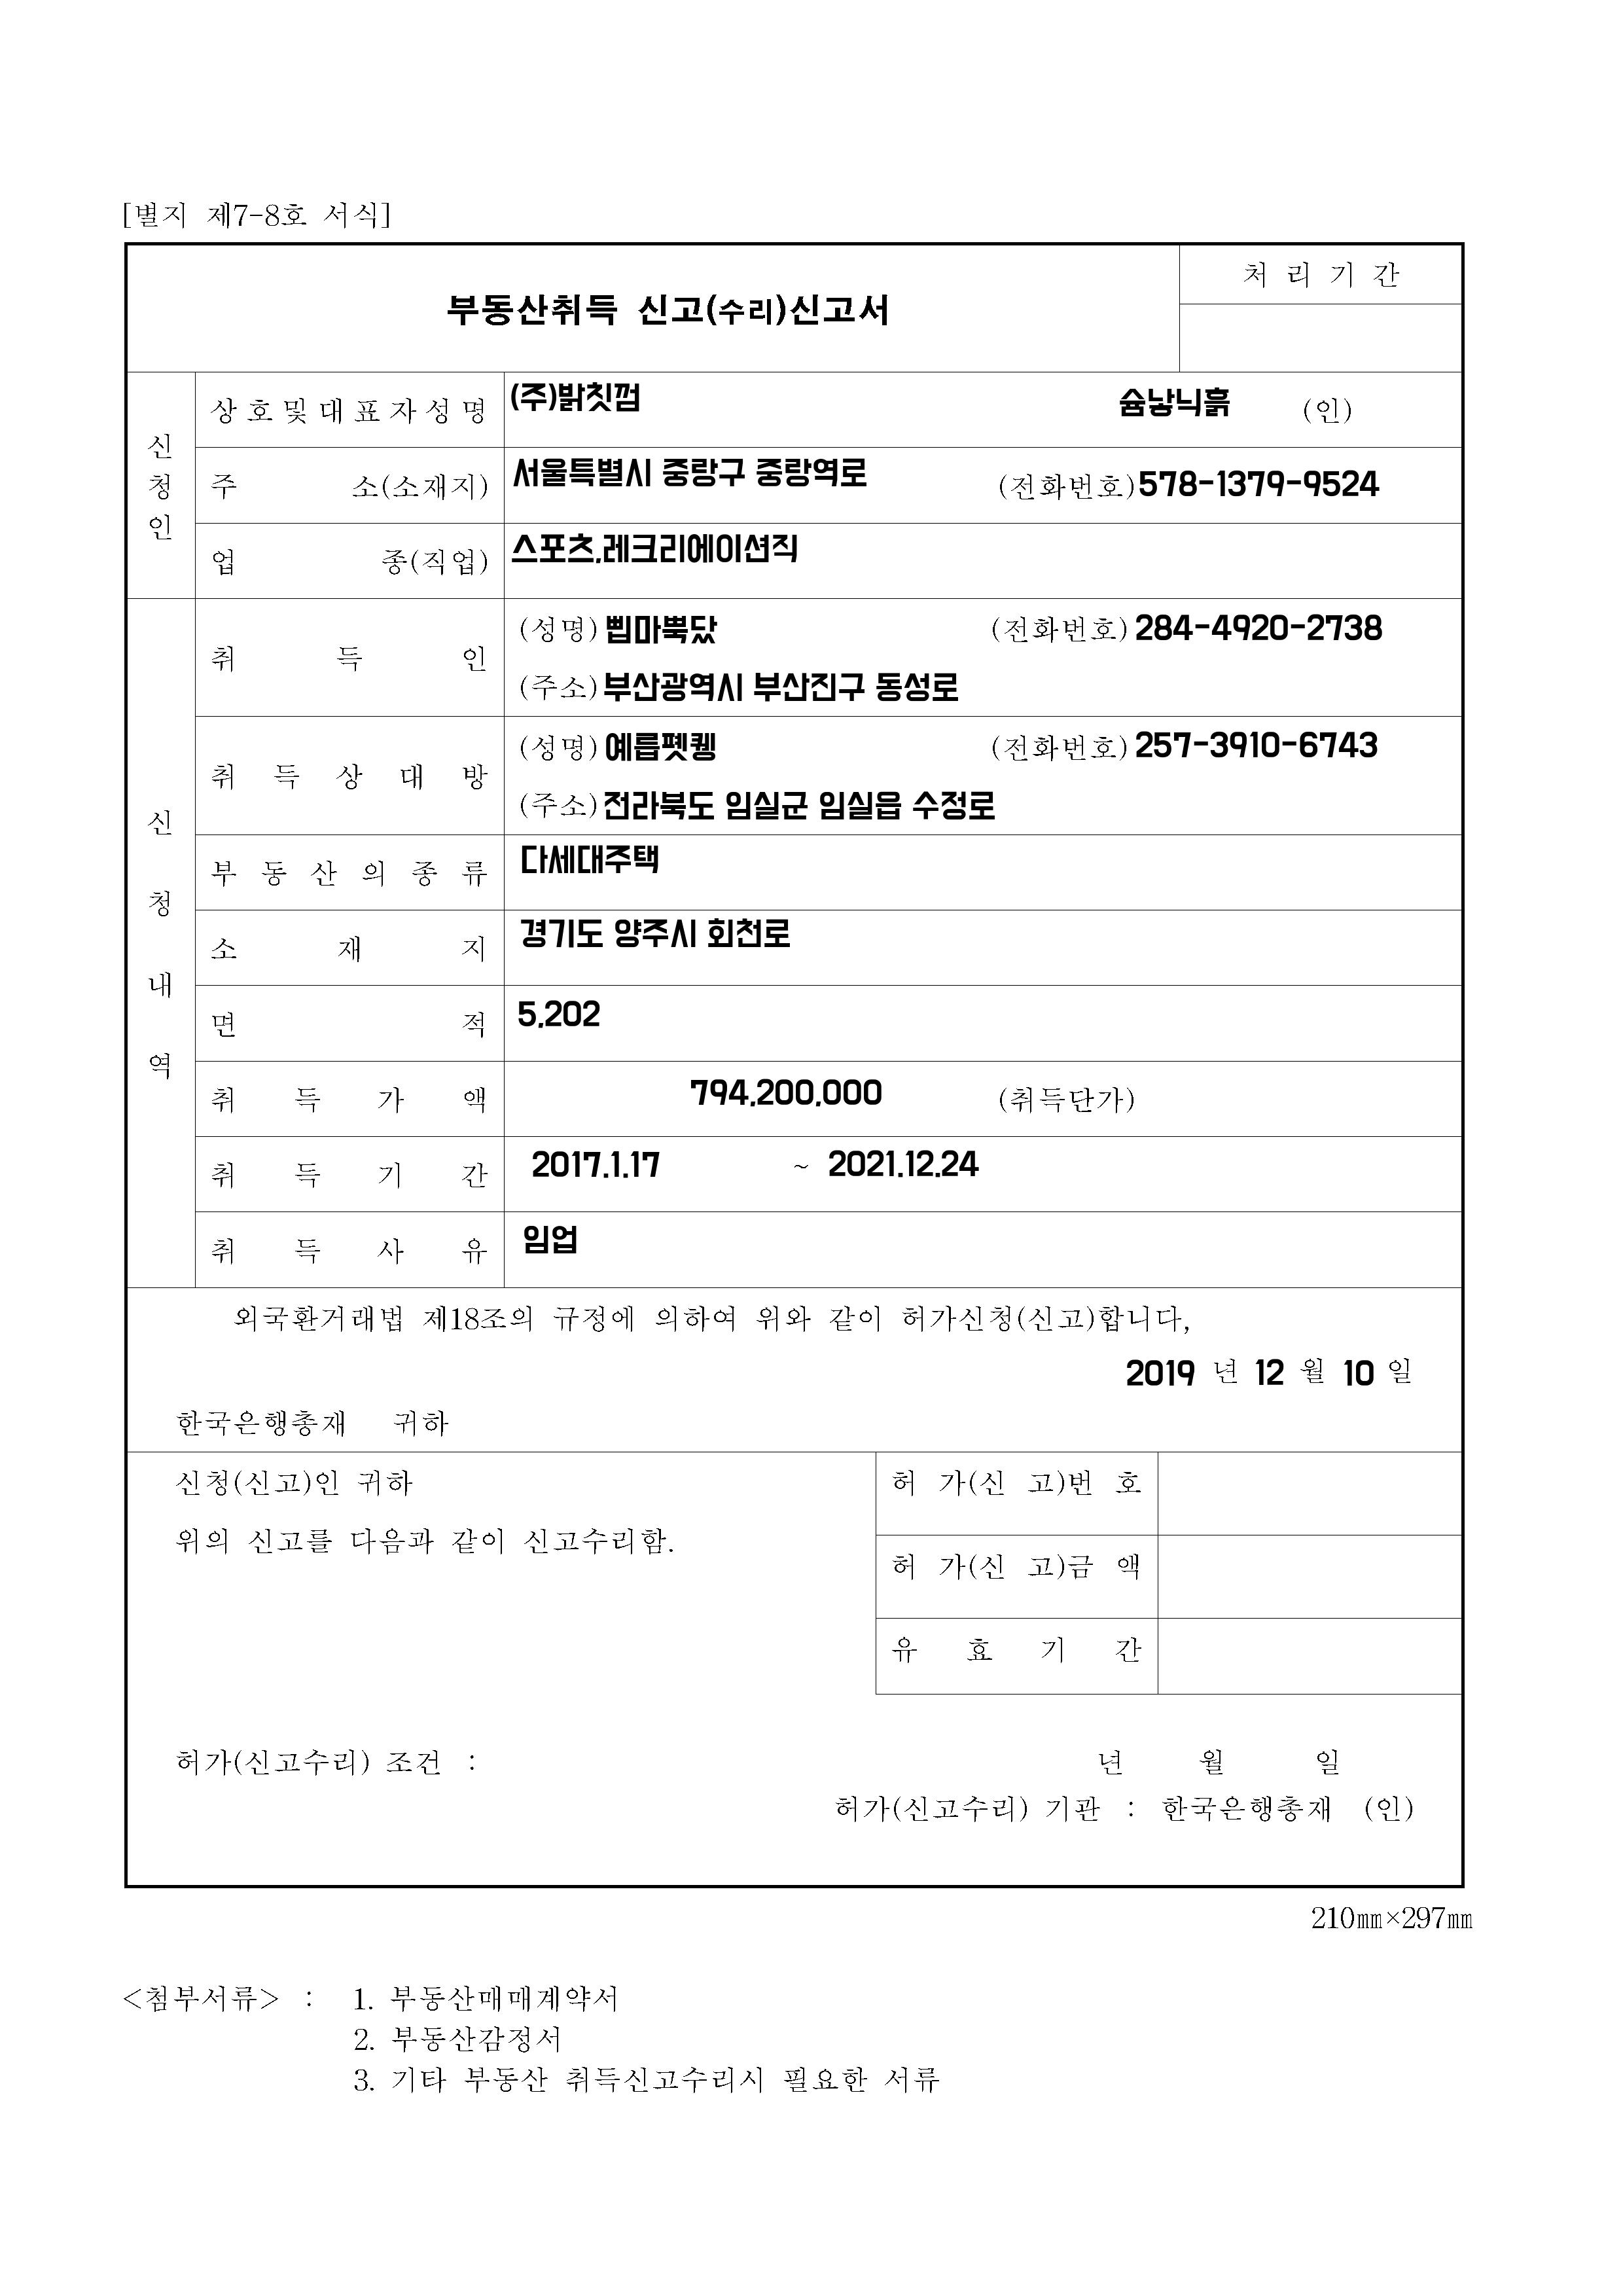 [별지 제7-8호 서식]
부동산취득 신고(수리)신고서
처 리 기 간
신청인
상호및대표자성명 (주)밝칫껌 숌낳늬흙 (인)
주 소(소재지) 서울특별시 중랑구 중랑역로 (전화번호)578-1379-9524
업 종(직업) 스포츠,레크리에이션직
신청내역
취 득 인
(성명) 삡마뿍닸 (전화번호) 284-4920-2738
(주소) 부산광역시 부산진구 동성로
취 득 상 대 방
(성명) 예릅펫퀭 (전화번호) 257-3910-6743
(주소) 전라북도 임실군 임실읍 수정로
부 동 산 의 종 류 다세대주택
소 재 지 경기도 양주시 회천로
면 적 5,202
취 득 가 액 794,200,000 (취득단가)
취 득 기 간 2017.1.17 ~ 2021.12.24
취 득 사 유 임업
외국환거래법 제18조의 규정에 의하여 위와 같이 허가신청(신고)합니다,
2019 년 12 월 10 일
한국은행총재 귀하
신청(신고)인 귀하
위의 신고를 다음과 같이 신고수리함.
허 가(신 고)번 호
허 가(신 고)금 액
유 효 기 간
허가(신고수리) 조건 : 년 월 일
허가(신고수리) 기관 : 한국은행총재 (인)
210㎜×297㎜
<첨부서류> : 1. 부동산매매계약서
2. 부동산감정서
3. 기타 부동산 취득신고수리시 필요한 서류